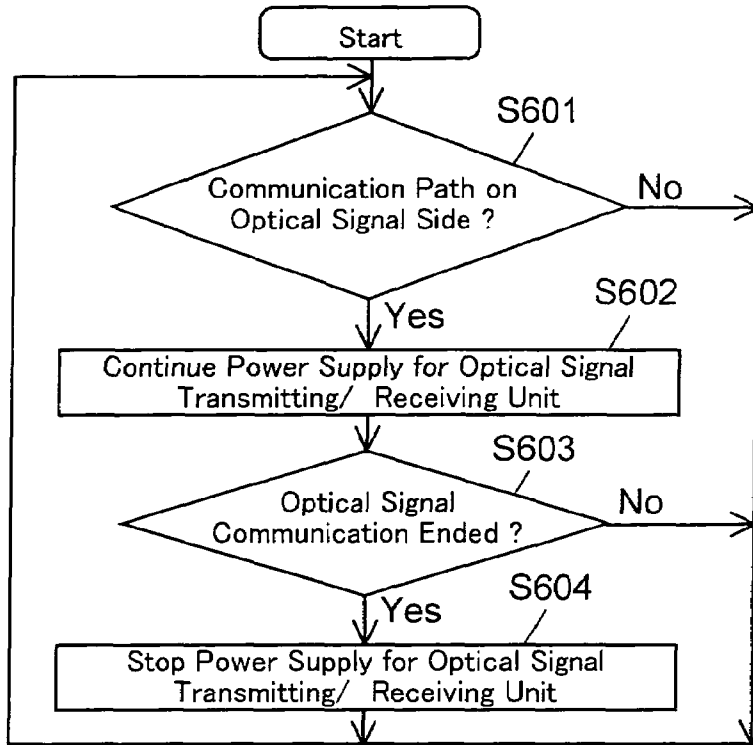 Start
S601
Communication Path on
Optical Signal Side ?
No
Yes
S602
Continue Power Supply for Optical Signal
Transmitting/ Receiving Unit
S603
Optical Signal
Communication Ended ?
No
Yes
S604
Stop Power Supply for Optical Signal
Transmitting/ Receiving Unit